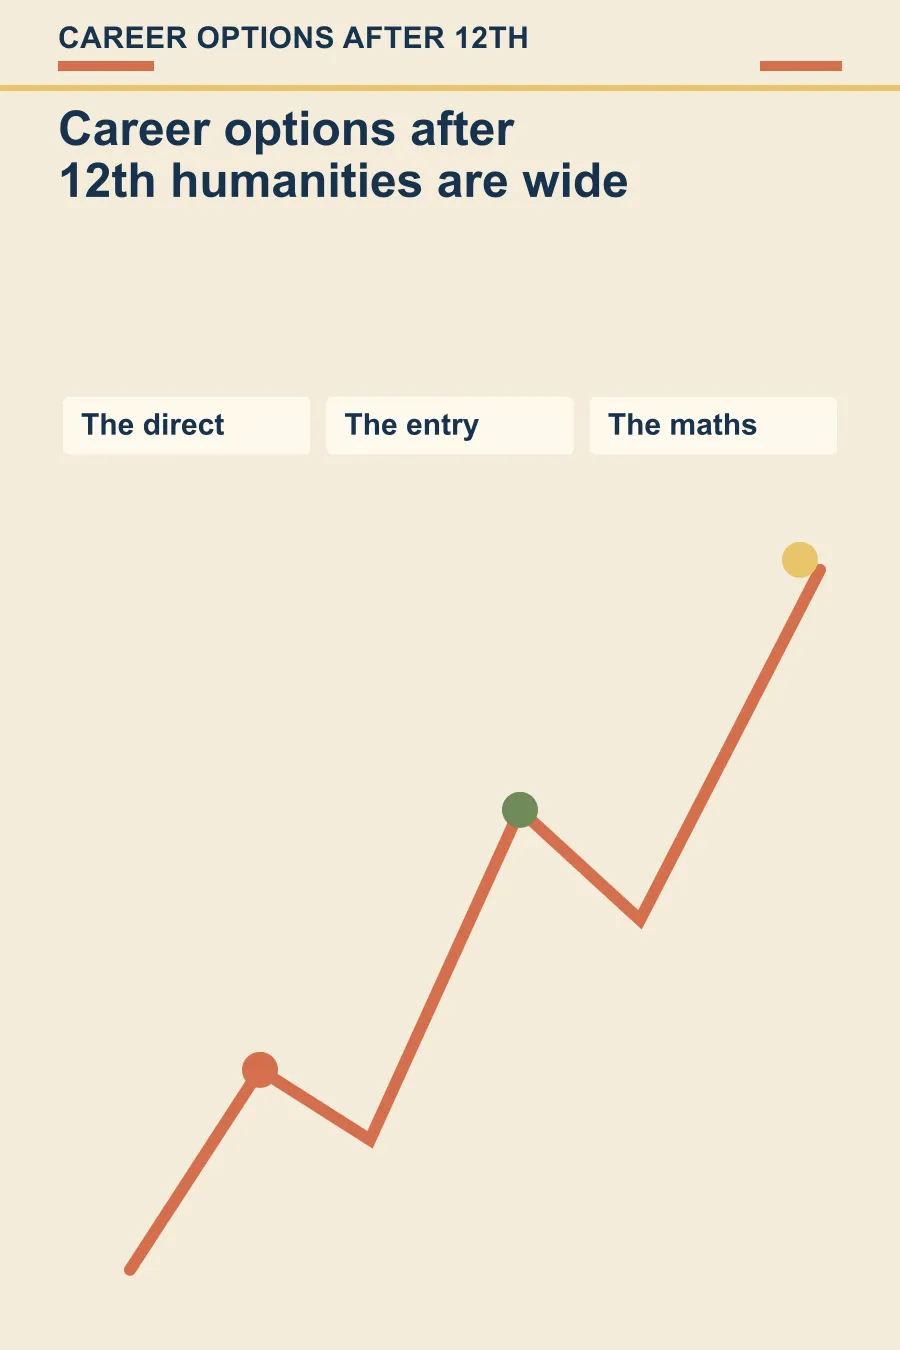 CAREER OPTIONS AFTER 12TH
Career options after
12th humanities are wide
The direct
The entry
The maths